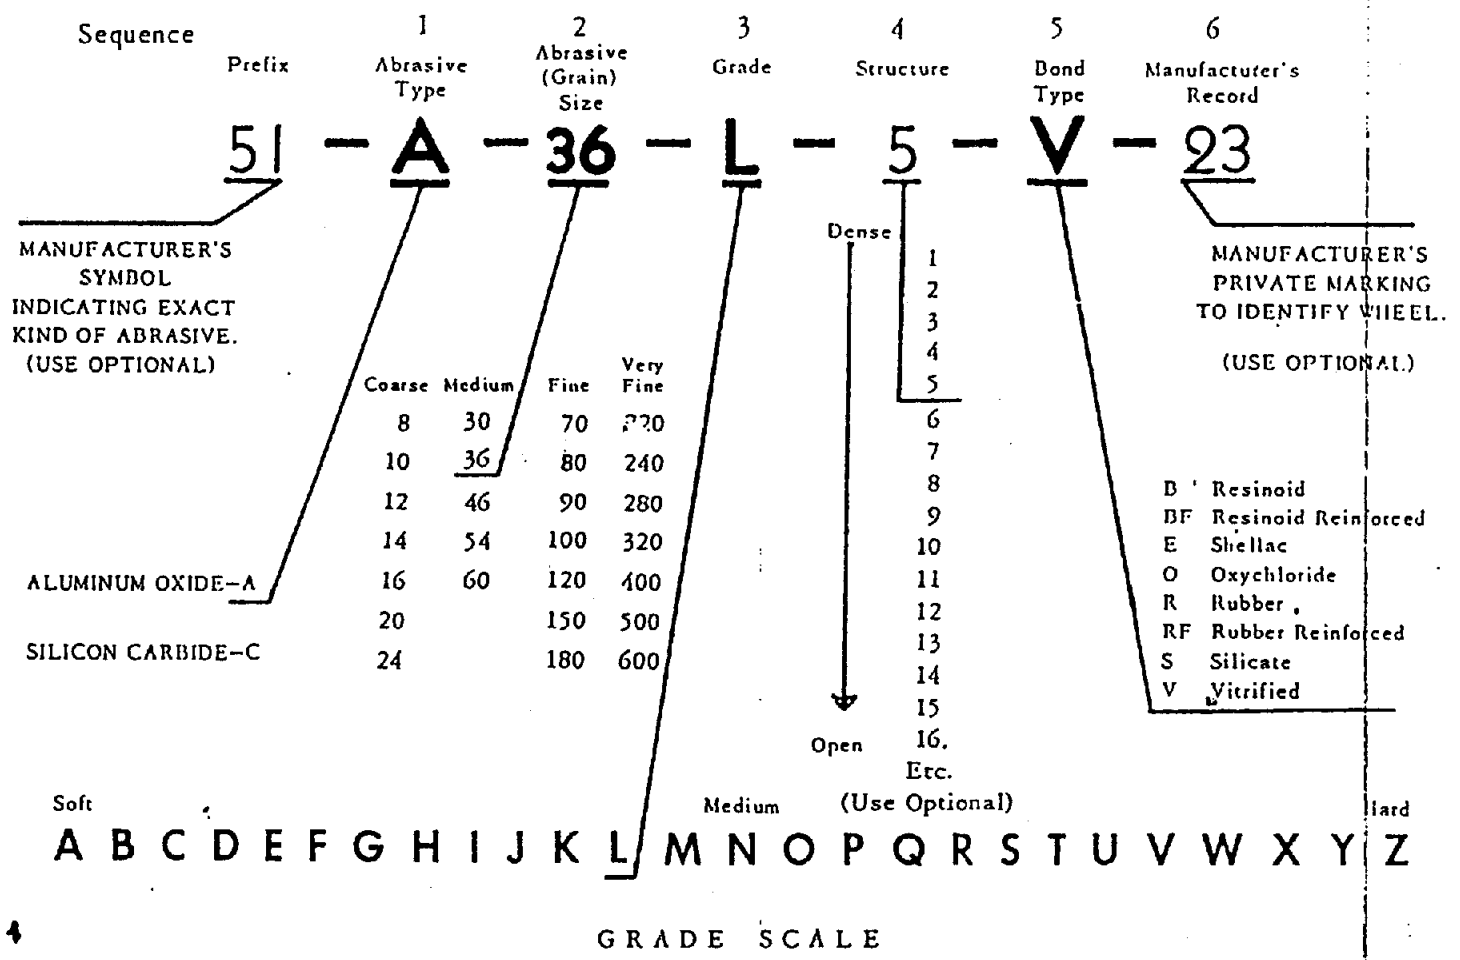 Sequence 1 2 3 4 5 6
Prefix Abrasive Type Abrasive (Grain) Size Grade Structure Bond Type Manufacturer's Record
51 - A - 36 - L - 5 - V - 23
MANUFACTURER'S
SYMBOL
INDICATING EXACT
KIND OF ABRASIVE.
(USE OPTIONAL)
ALUMINUM OXIDE-A
SILICON CARBIDE-C
Coarse Medium Fine Very Fine
8 30 70 220
10 36 80 240
12 46 90 280
14 54 100 320
16 60 120 400
20 150 500
24 180 600
Dense
1
2
3
4
5
6
7
8
9
10
11
12
13
14
15
16.
Etc.
Open
(Use Optional)
MANUFACTURER'S
PRIVATE MARKING
TO IDENTIFY WHEEL.
(USE OPTIONAL)
B Resinoid
BF Resinoid Reinforced
E Shellac
O Oxychloride
R Rubber
RF Rubber Reinforced
S Silicate
V Vitrified
Soft Medium Hard
A B C D E F G H I J K L M N O P Q R S T U V W X Y Z
GRADE SCALE
4